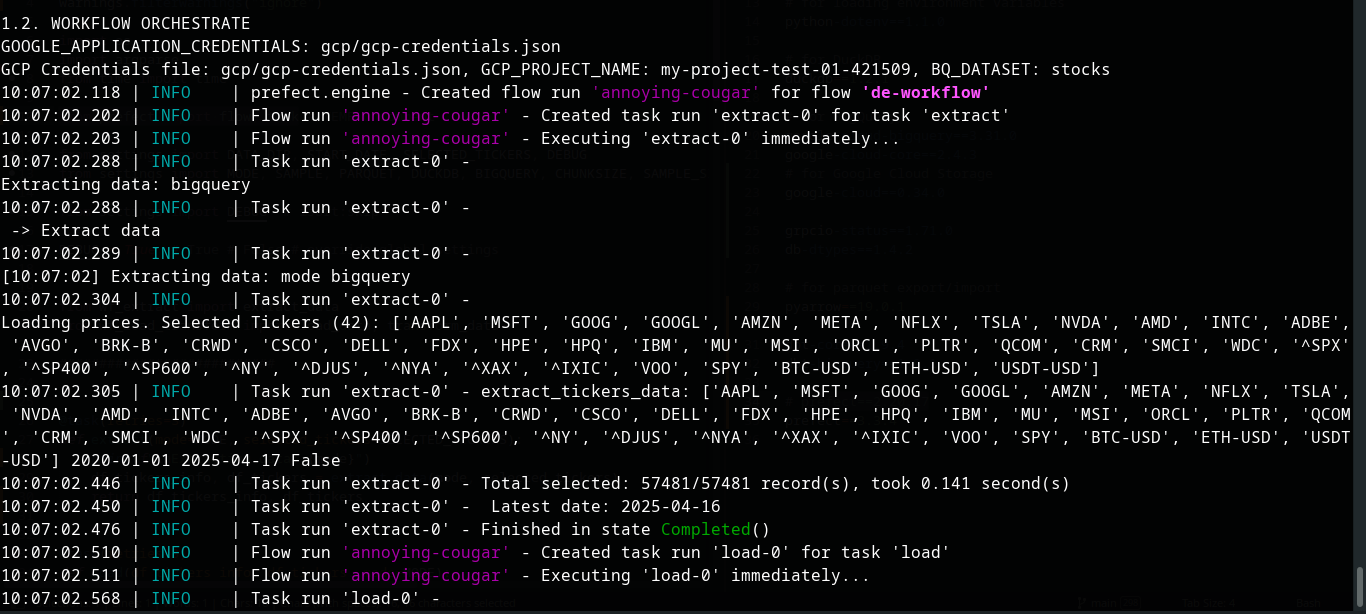 1.2. WORKFLOW ORCHESTRATE
GOOGLE_APPLICATION_CREDENTIALS: gcp/gcp-credentials.json
GCP Credentials file: gcp/gcp-credentials.json, GCP_PROJECT_NAME: my-project-test-01-421509, BQ_DATASET: stocks
10:07:02.118 | INFO    | prefect.engine - Created flow run 'annoying-cougar' for flow 'de-workflow'
10:07:02.202 | INFO    | Flow run 'annoying-cougar' - Created task run 'extract-0' for task 'extract'
10:07:02.203 | INFO    | Flow run 'annoying-cougar' - Executing 'extract-0' immediately...
10:07:02.288 | INFO    | Task run 'extract-0' -
Extracting data: bigquery
10:07:02.288 | INFO    | Task run 'extract-0' -
 -> Extract data
10:07:02.289 | INFO    | Task run 'extract-0' -
[10:07:02] Extracting data: mode bigquery
10:07:02.304 | INFO    | Task run 'extract-0' -
Loading prices. Selected Tickers (42): ['AAPL', 'MSFT', 'GOOG', 'GOOGL', 'AMZN', 'META', 'NFLX', 'TSLA', 'NVDA', 'AMD', 'INTC', 'ADBE',
 'AVGO', 'BRK-B', 'CRWD', 'CSCO', 'DELL', 'FDX', 'HPE', 'HPQ', 'IBM', 'MU', 'MSI', 'ORCL', 'PLTR', 'QCOM', 'CRM', 'SMCI', 'WDC', '^SPX'
, '^SP400', '^SP600', '^NY', '^DJUS', '^NYA', '^XAX', '^IXIC', 'VOO', 'SPY', 'BTC-USD', 'ETH-USD', 'USDT-USD']
10:07:02.305 | INFO    | Task run 'extract-0' - extract_tickers_data: ['AAPL', 'MSFT', 'GOOG', 'GOOGL', 'AMZN', 'META', 'NFLX', 'TSLA',
 'NVDA', 'AMD', 'INTC', 'ADBE', 'AVGO', 'BRK-B', 'CRWD', 'CSCO', 'DELL', 'FDX', 'HPE', 'HPQ', 'IBM', 'MU', 'MSI', 'ORCL', 'PLTR', 'QCOM
', 'CRM', 'SMCI', 'WDC', '^SPX', '^SP400', '^SP600', '^NY', '^DJUS', '^NYA', '^XAX', '^IXIC', 'VOO', 'SPY', 'BTC-USD', 'ETH-USD', 'USDT
-USD'] 2020-01-01 2025-04-17 False
10:07:02.446 | INFO    | Task run 'extract-0' - Total selected: 57481/57481 record(s), took 0.141 second(s)
10:07:02.450 | INFO    | Task run 'extract-0' -  Latest date: 2025-04-16
10:07:02.476 | INFO    | Task run 'extract-0' - Finished in state Completed()
10:07:02.510 | INFO    | Flow run 'annoying-cougar' - Created task run 'load-0' for task 'load'
10:07:02.511 | INFO    | Flow run 'annoying-cougar' - Executing 'load-0' immediately...
10:07:02.568 | INFO    | Task run 'load-0' -